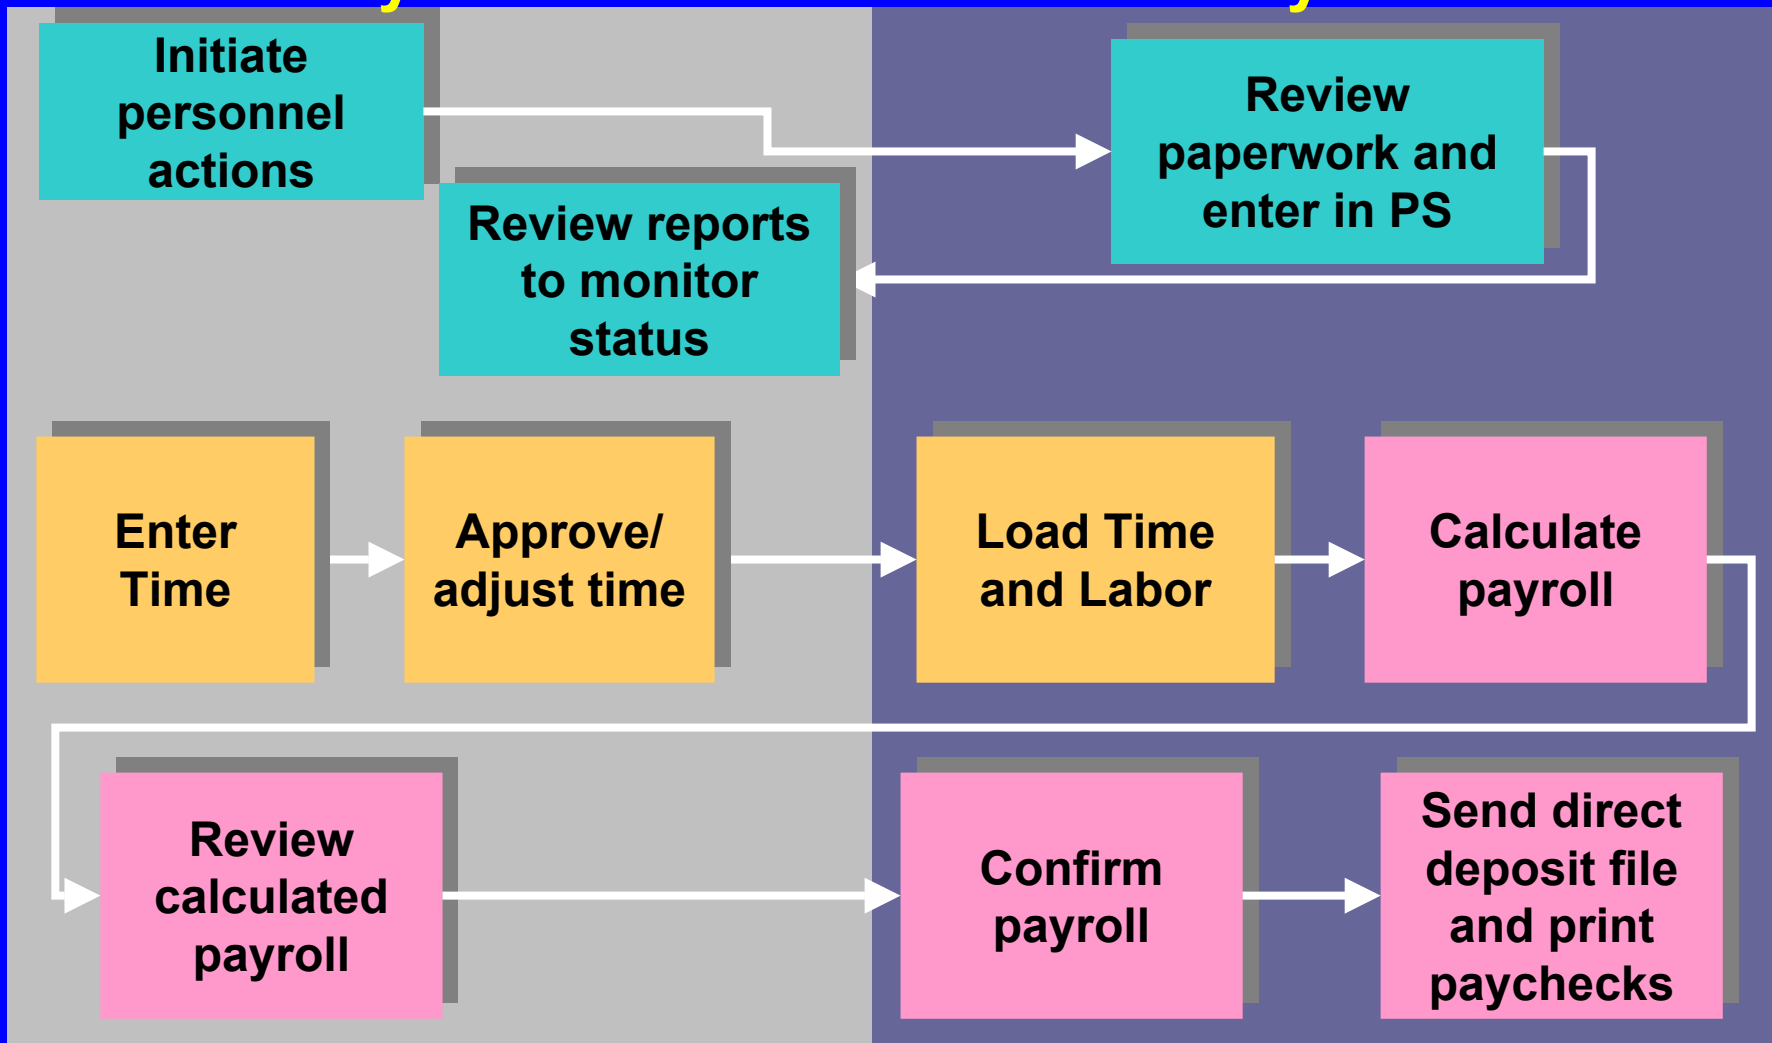 Initiate
personnel
actions
Review
paperwork and
enter in PS
Review reports
to monitor
status
Enter
Time
Approve/
adjust time
Load Time
and Labor
Calculate
payroll
Review
calculated
payroll
Confirm
payroll
Send direct
deposit file
and print
paychecks